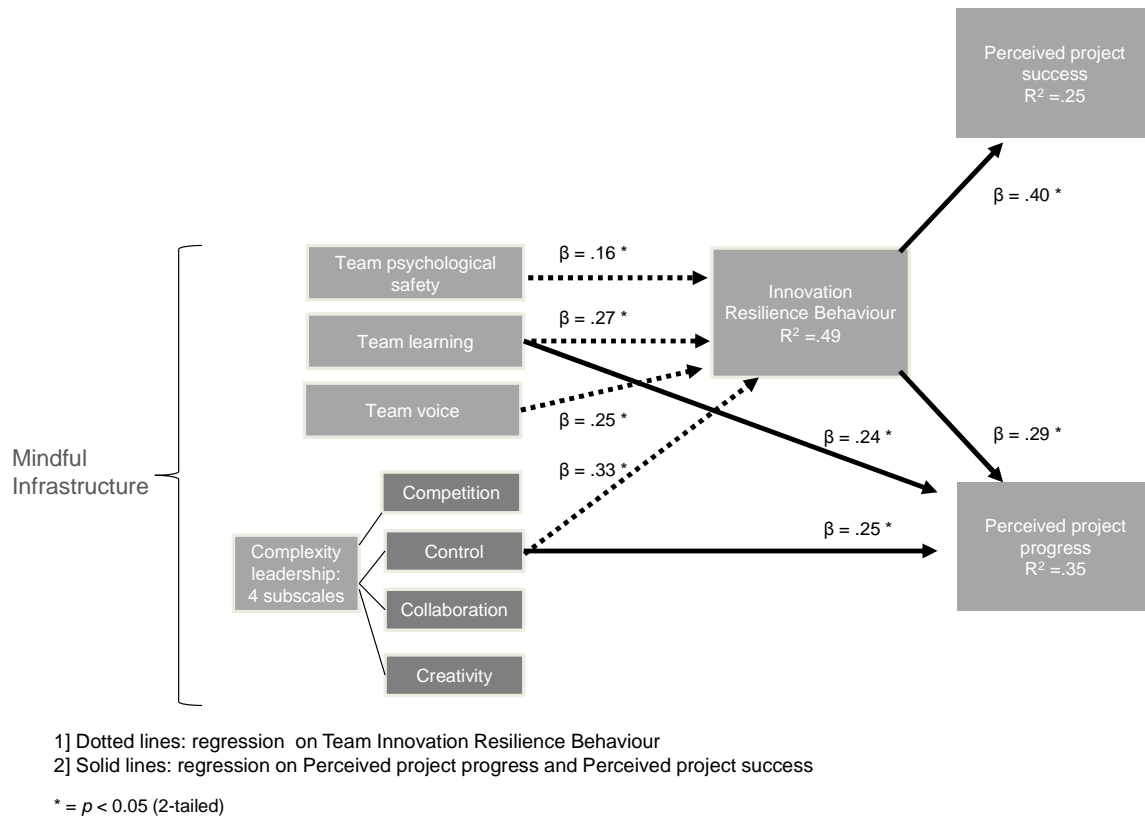 Perceived project
success
R² =.25
β = .40 *
β = .16 *
Team psychological
safety
Innovation
Resilience Behaviour
R² =.49
β = .27 *
Team learning
Team voice
β = .25 *
β = .24 *
β = .29 *
β = .33 *
Mindful
Infrastructure
Competition
Control
β = .25 *
Complexity
leadership:
4 subscales
Collaboration
Creativity
Perceived project
progress
R² =.35
1] Dotted lines: regression on Team Innovation Resilience Behaviour
2] Solid lines: regression on Perceived project progress and Perceived project success
* = p < 0.05 (2-tailed)